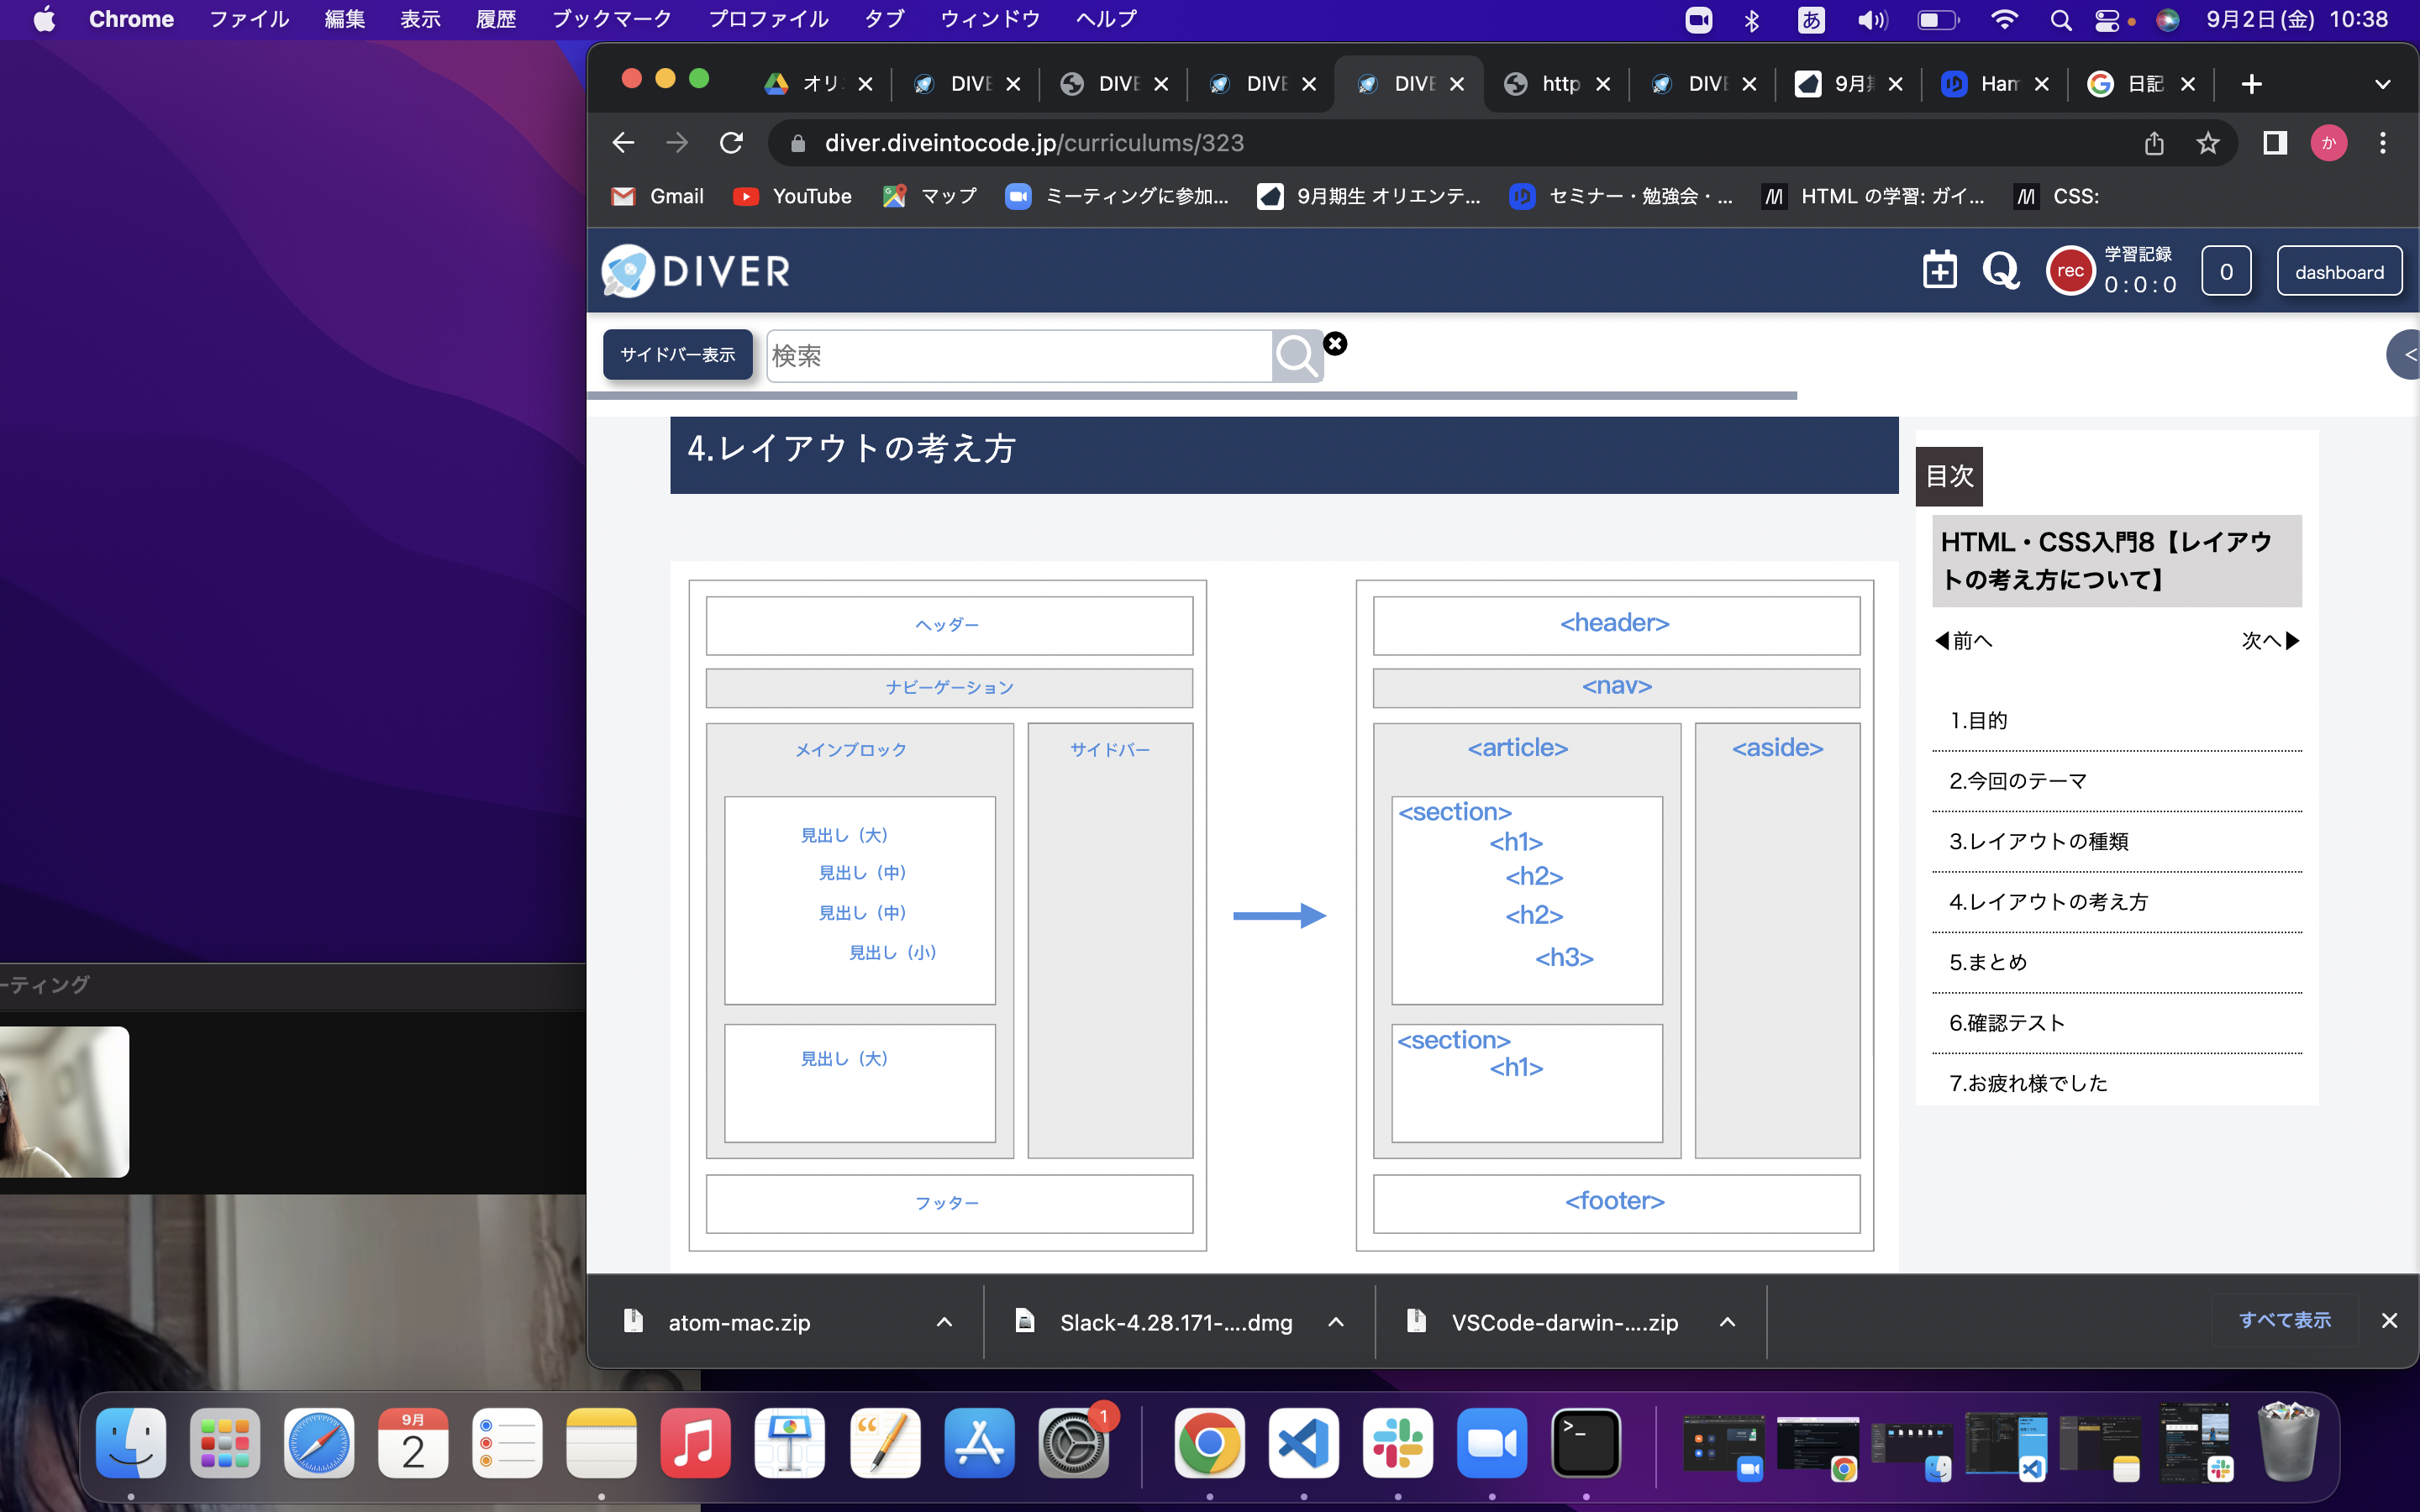 Chrome ファイル 編集 表示 履歴 ブックマーク プロファイル タブ ウィンドウ ヘルプ あ 9月2日(金) 10:38
オリ DIVE DIVE DIVE DIVE http DIVE 9月 Ham 日記
diver.diveintocode.jp/curriculums/323 か
Gmail YouTube マップ ミーティングに参加... 9月期生 オリエンテ... セミナー・勉強会・... HTML の学習: ガイ... CSS:
DIVER Q rec 学習記録 0:0:0 0 dashboard
サイドバー表示 検索 <
4.レイアウトの考え方
ヘッダー
ナビーゲーション
メインブロック
サイドバー
見出し（大）
見出し（中）
見出し（中）
見出し（小）
見出し（大）
フッター
<header>
<nav>
<article>
<aside>
<section>
<h1>
<h2>
<h2>
<h3>
<section>
<h1>
<footer>
目次
HTML・CSS入門8【レイアウ
トの考え方について】
◀前へ 次へ▶
1.目的
2.今回のテーマ
3.レイアウトの種類
4.レイアウトの考え方
5.まとめ
6.確認テスト
7.お疲れ様でした
ーティング
atom-mac.zip Slack-4.28.171-....dmg VSCode-darwin-....zip すべて表示
9月
2
1
>_